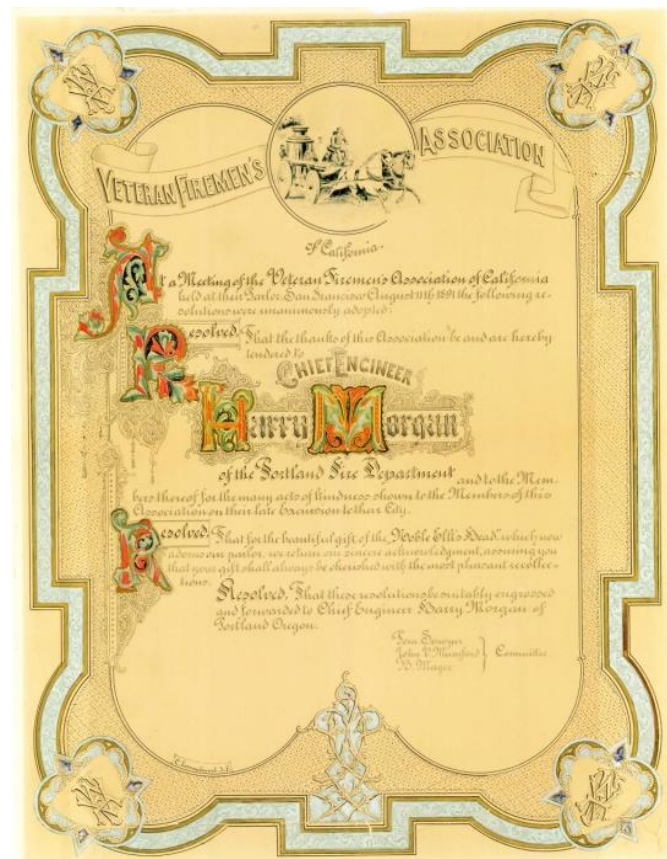 VETERAN FIREMEN'S ASSOCIATION
of California
At a Meeting of the Veteran Firemen's Association of California
held at their Parlor San Francisco August 11th 1891 the following re-
solutions were unanimously adopted:
Resolved, That the thanks of this Association be and are hereby
tendered to
CHIEF ENGINEER
Harry Morgan
of the Portland Fire Department and to the Mem-
bers thereof for the many acts of kindness shown to the Members of this
Association on their late Excursion to their City.
Resolved, That for the beautiful gift of the "Noble Elk's Head" which now
adorns our parlor, we return our sincere acknowledgment, assuring you
that your gift shall always be cherished with the most pleasant recollec-
tions.
Resolved, That these resolutions be suitably engrossed
and forwarded to Chief Engineer Harry Morgan of
Portland Oregon.
Tom Sawyer
John V. Mumford
B. Mager
Committee